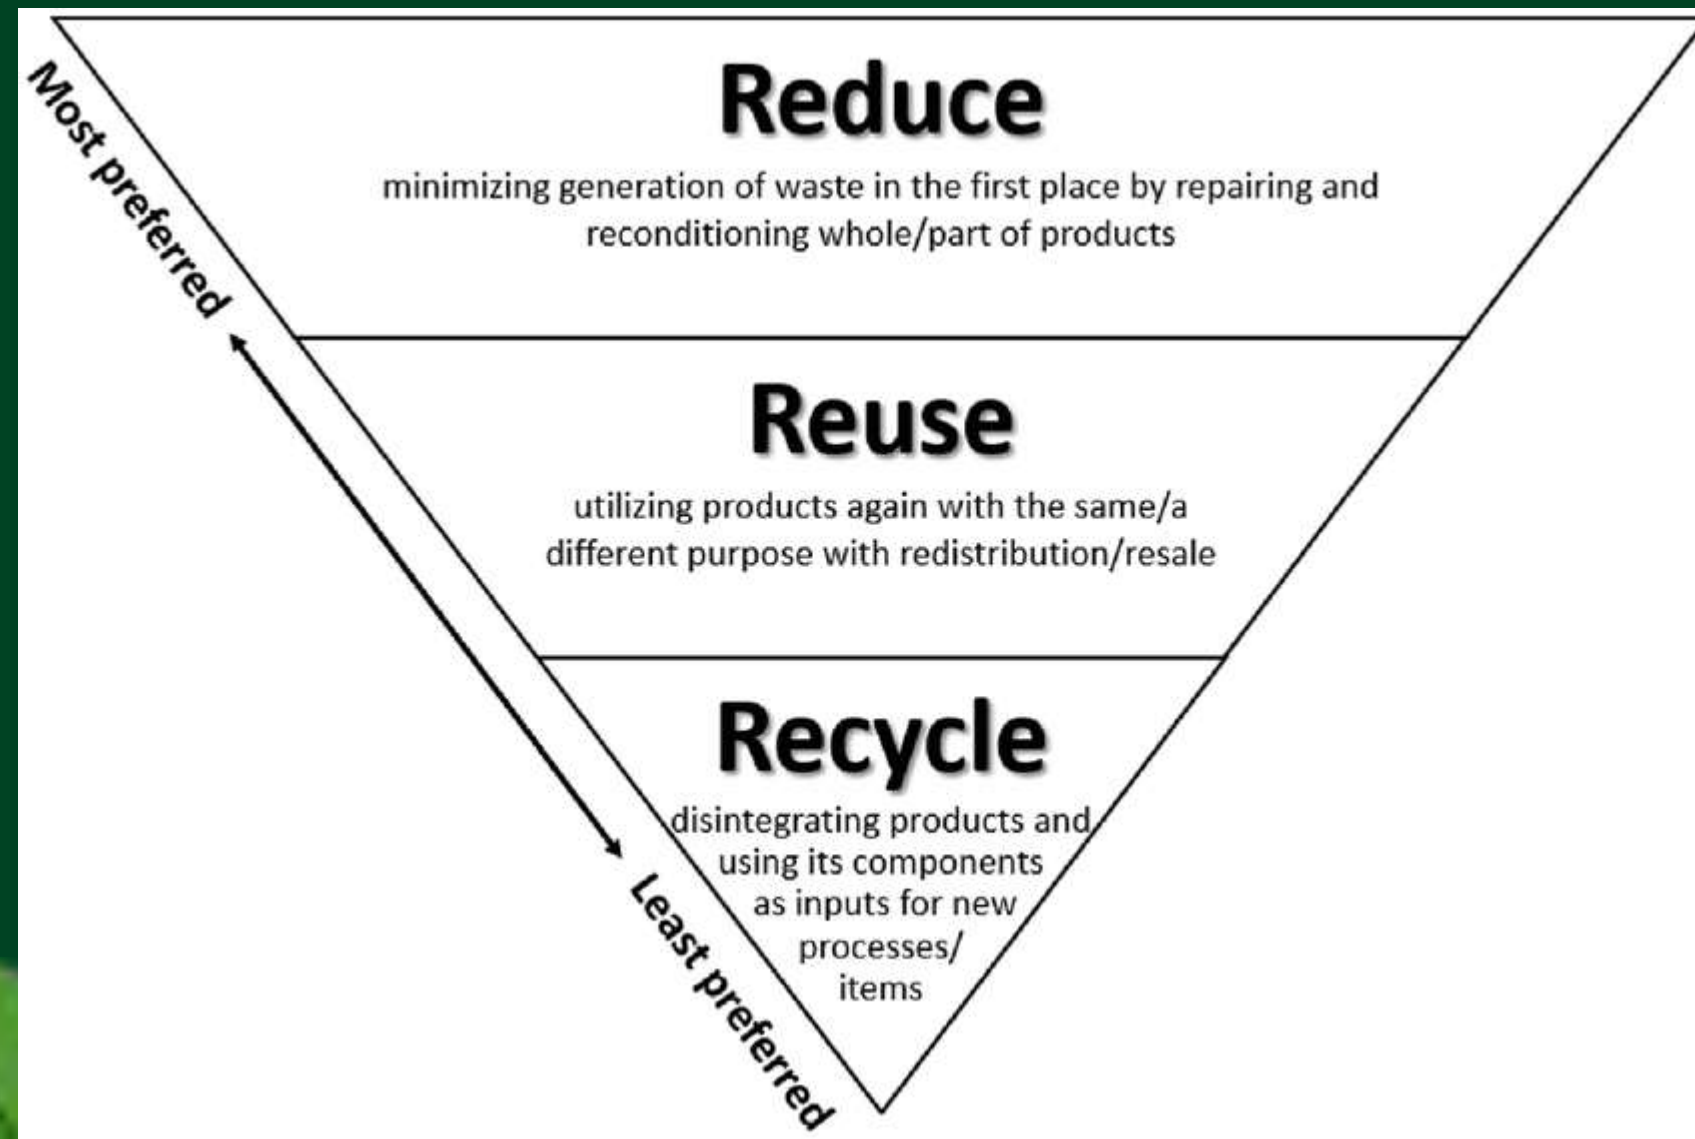 Most preferred
Reduce
minimizing generation of waste in the first place by repairing and
reconditioning whole/part of products
Reuse
utilizing products again with the same/a
different purpose with redistribution/resale
Recycle
disintegrating products and
using its components
as inputs for new
processes/
items
Least preferred